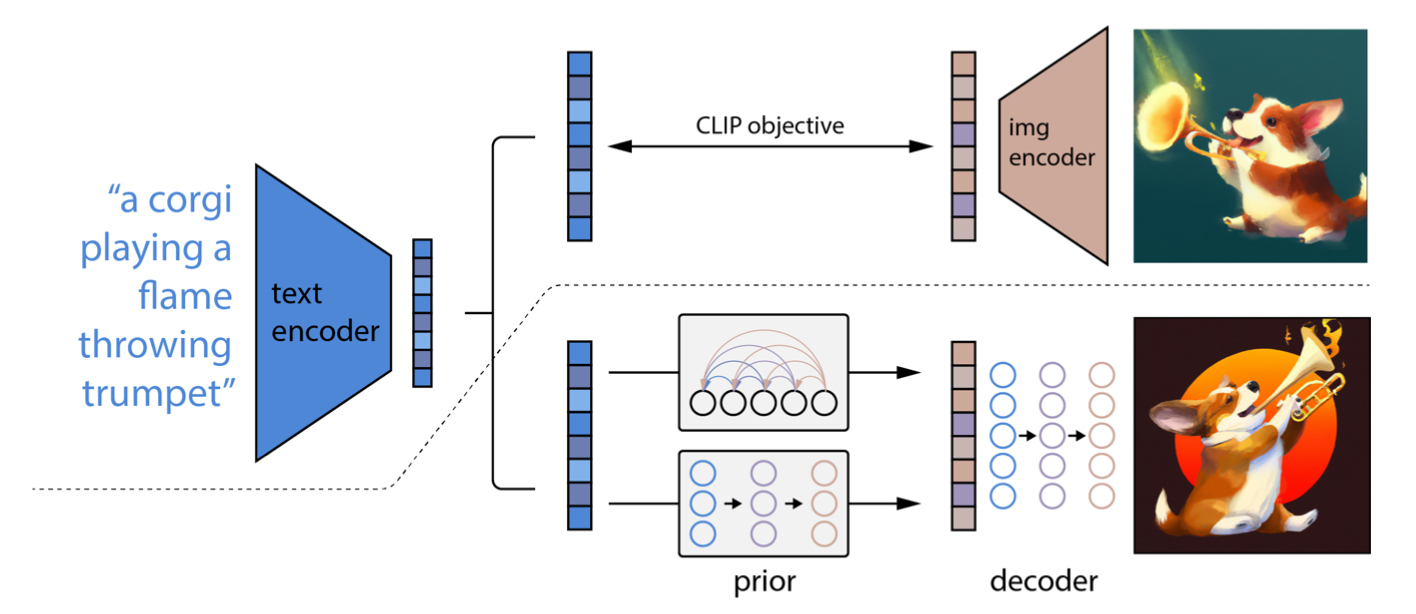 “a corgi
playing a
flame
throwing
trumpet”
text
encoder
CLIP objective
img
encoder
prior
decoder